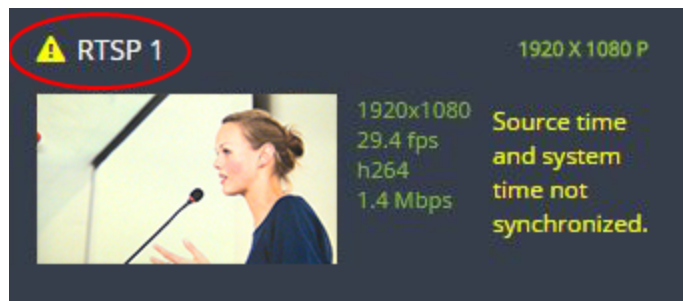 RTSP 1
1920 X 1080 P
1920x1080
29.4 fps
h264
1.4 Mbps
Source time
and system
time not
synchronized.